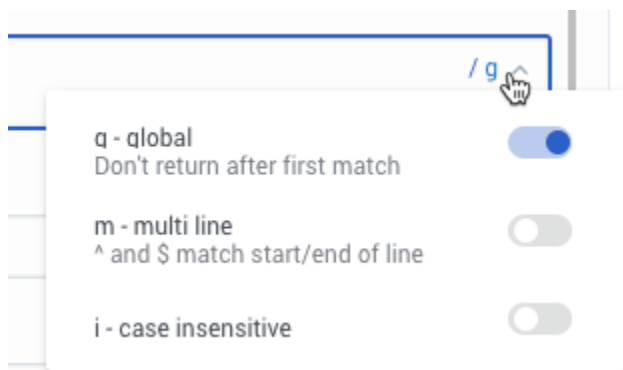 / g
g - global
Don't return after first match
m - multi line
^ and $ match start/end of line
i - case insensitive